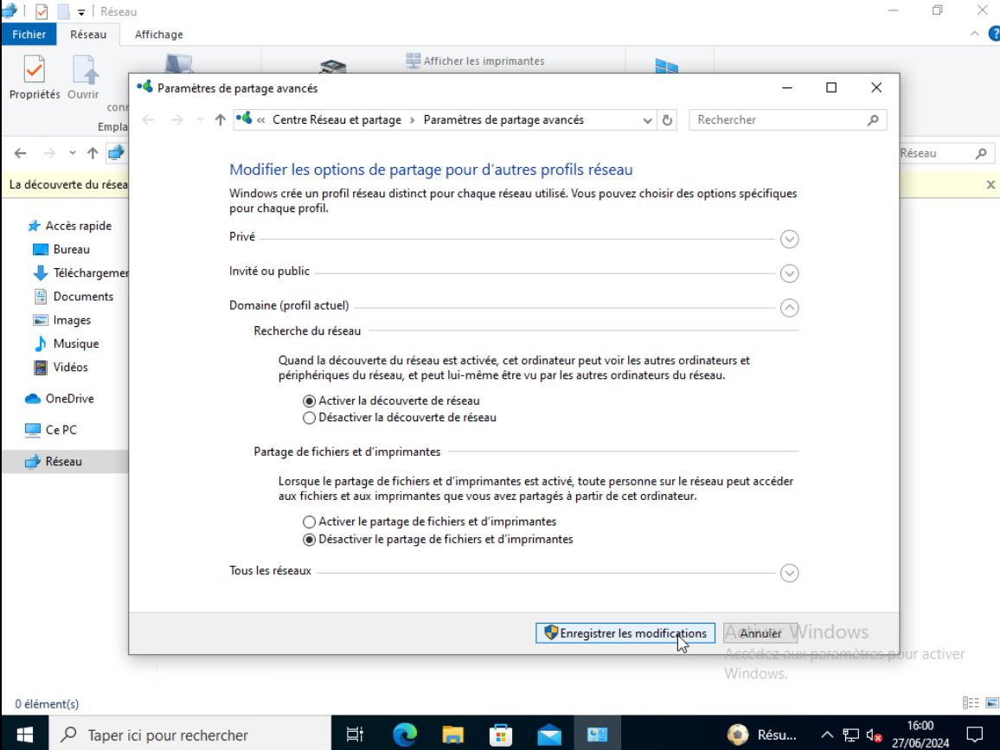 Réseau
Fichier
Réseau
Affichage
Afficher les imprimantes
Propriétés
Ouvrir
conn
Empla
Réseau
La découverte du résea
x
Accès rapide
Bureau
Téléchargemer
Documents
Images
Musique
Vidéos
OneDrive
Ce PC
Réseau
Paramètres de partage avancés
« Centre Réseau et partage › Paramètres de partage avancés
Rechercher
Modifier les options de partage pour d’autres profils réseau
Windows crée un profil réseau distinct pour chaque réseau utilisé. Vous pouvez choisir des options spécifiques
pour chaque profil.
Privé
Invité ou public
Domaine (profil actuel)
Recherche du réseau
Quand la découverte du réseau est activée, cet ordinateur peut voir les autres ordinateurs et
périphériques du réseau, et peut lui-même être vu par les autres ordinateurs du réseau.
Activer la découverte de réseau
Désactiver la découverte de réseau
Partage de fichiers et d’imprimantes
Lorsque le partage de fichiers et d’imprimantes est activé, toute personne sur le réseau peut accéder
aux fichiers et aux imprimantes que vous avez partagés à partir de cet ordinateur.
Activer le partage de fichiers et d’imprimantes
Désactiver le partage de fichiers et d’imprimantes
Tous les réseaux
Enregistrer les modifications
Annuler
Activer Windows
Accédez aux paramètres pour activer
Windows.
0 élément(s)
Taper ici pour rechercher
Résu...
16:00
27/06/2024